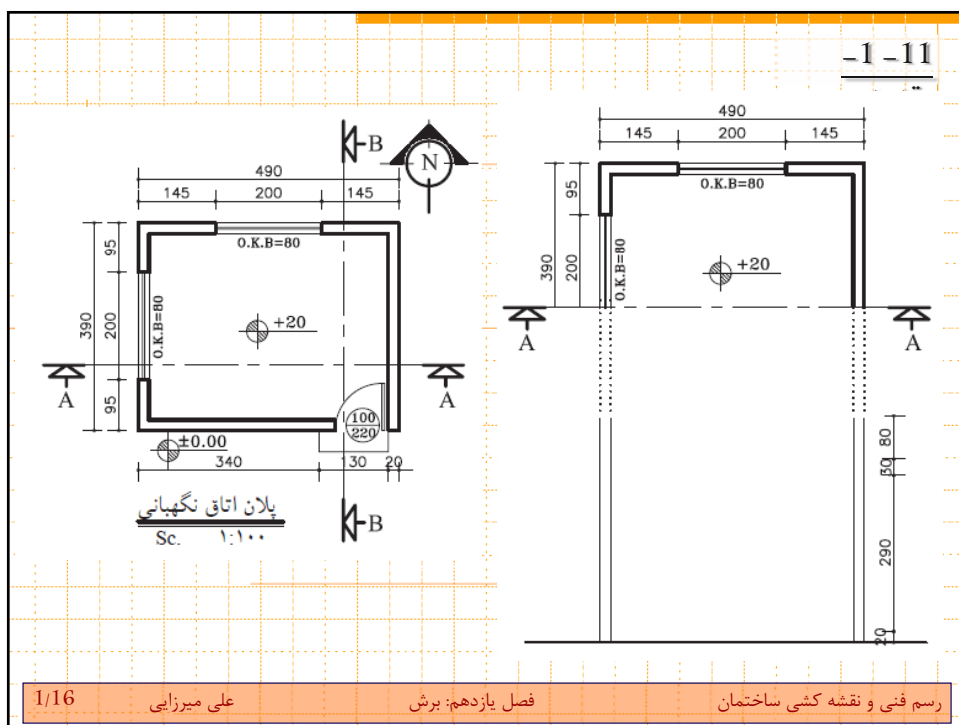 11- 1-
B
N
490
145 200 145
O.K.B=80
95
390
200
O.K.B=80
+20
A
A
95
100
220
±0.00
340 130 20
پلان اتاق نگهبانی
Sc. ۱:۱۰۰
B
490
145 200 145
O.K.B=80
95
390
200
O.K.B=80
+20
A
A
80
30
290
20
رسم فنی و نقشه کشی ساختمان
فصل یازدهم: برش
علی میرزایی
1/16